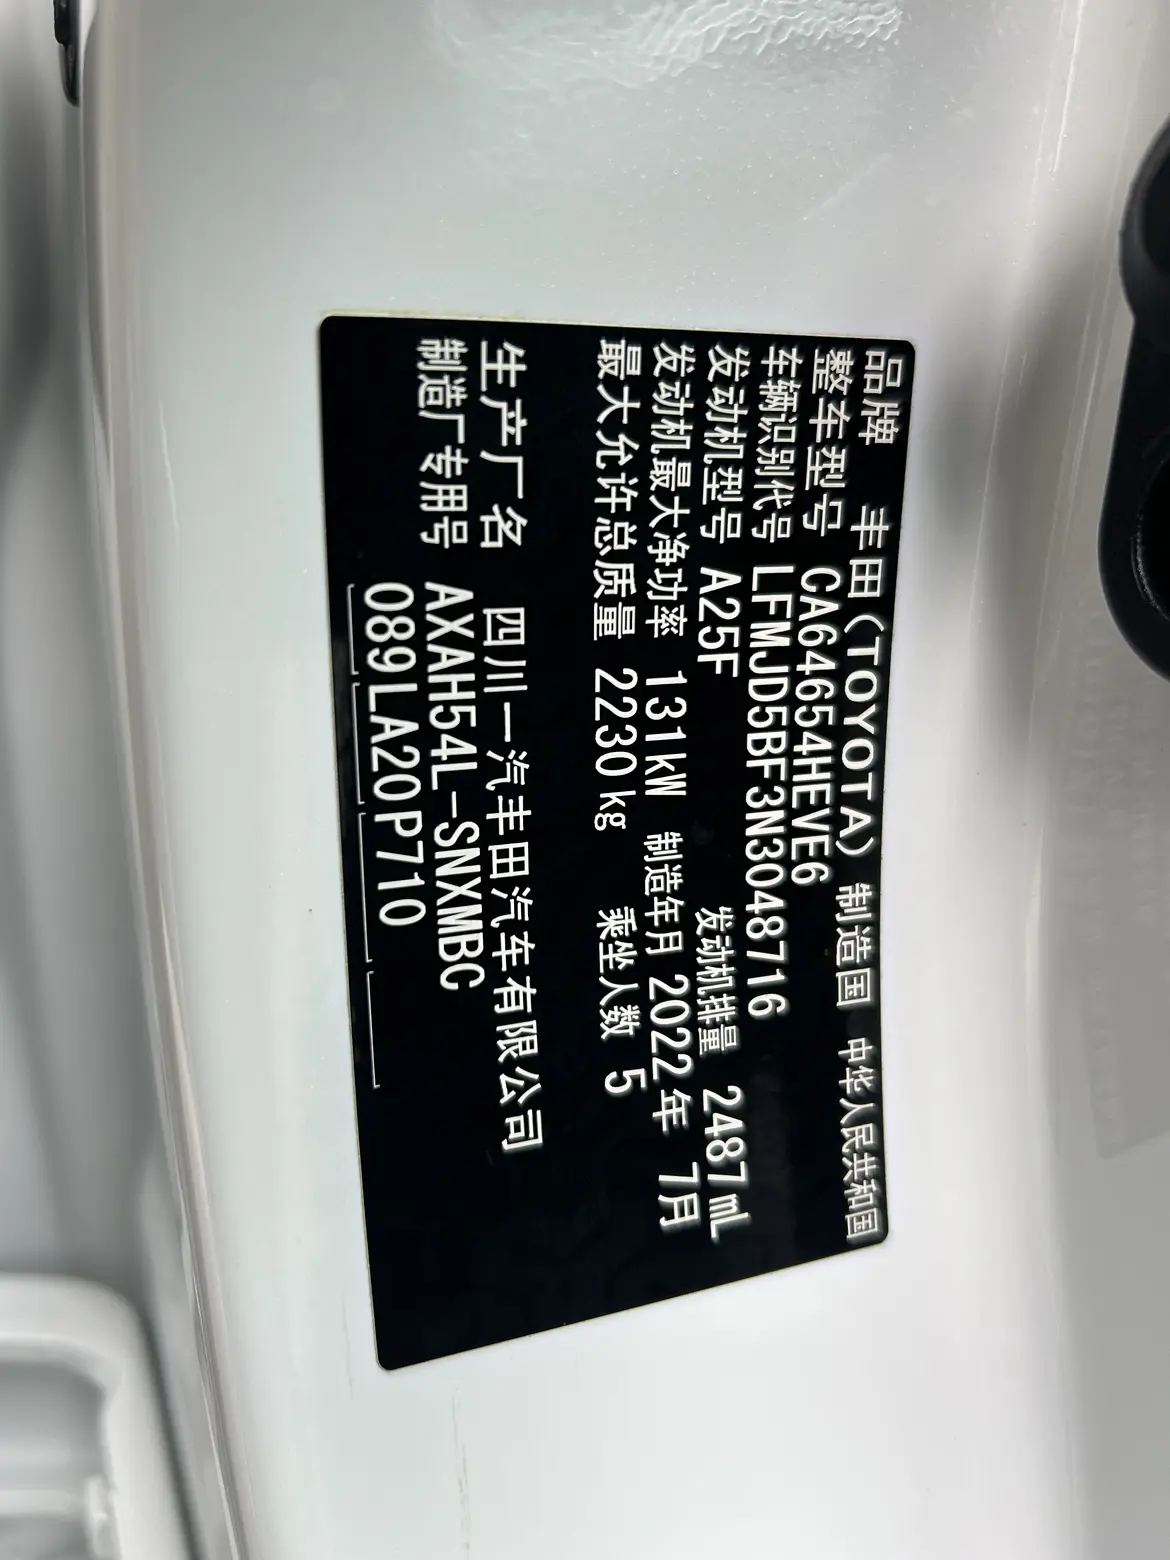 品牌 丰田(TOYOTA) 制造国 中华人民共和国
整车型号 CA64654HEVE6
车辆识别代号 LFMJD5BF3N3048716
发动机型号 A25F 发动机排量 2487mL
发动机最大净功率 131kW 制造年月 2022年 7月
最大允许总质量 2230kg 乘坐人数 5
生产厂名 四川一汽丰田汽车有限公司
制造厂专用号 AXAH54L-SNXMBC
089LA20P710